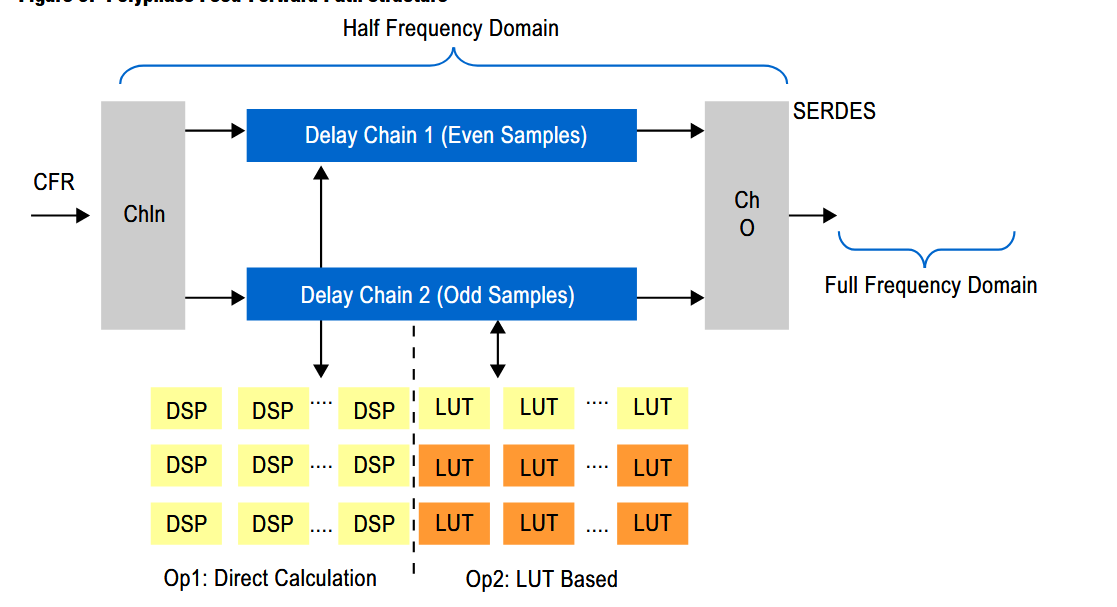 Half Frequency Domain
SERDES
Delay Chain 1 (Even Samples)
CFR
ChIn
Ch
O
Full Frequency Domain
Delay Chain 2 (Odd Samples)
DSP DSP .... DSP LUT LUT .... LUT
DSP DSP .... DSP LUT LUT .... LUT
DSP DSP .... DSP LUT LUT .... LUT
Op1: Direct Calculation
Op2: LUT Based